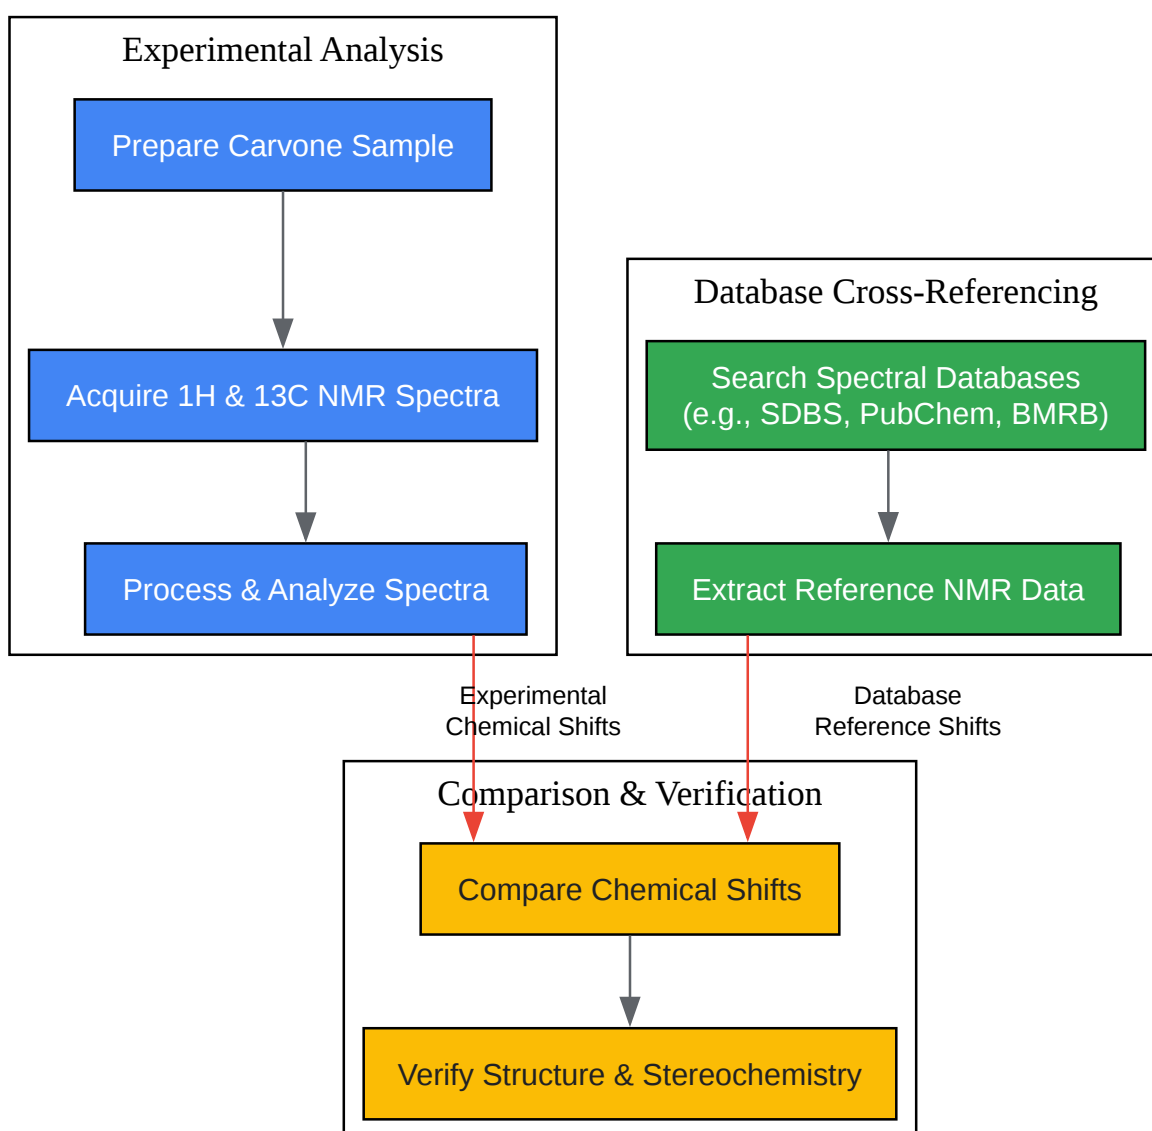 Experimental Analysis
Prepare Carvone Sample
Acquire 1H & 13C NMR Spectra
Process & Analyze Spectra
Database Cross-Referencing
Search Spectral Databases
(e.g., SDBS, PubChem, BMRB)
Extract Reference NMR Data
Experimental
Chemical Shifts
Database
Reference Shifts
Comparison & Verification
Compare Chemical Shifts
Verify Structure & Stereochemistry